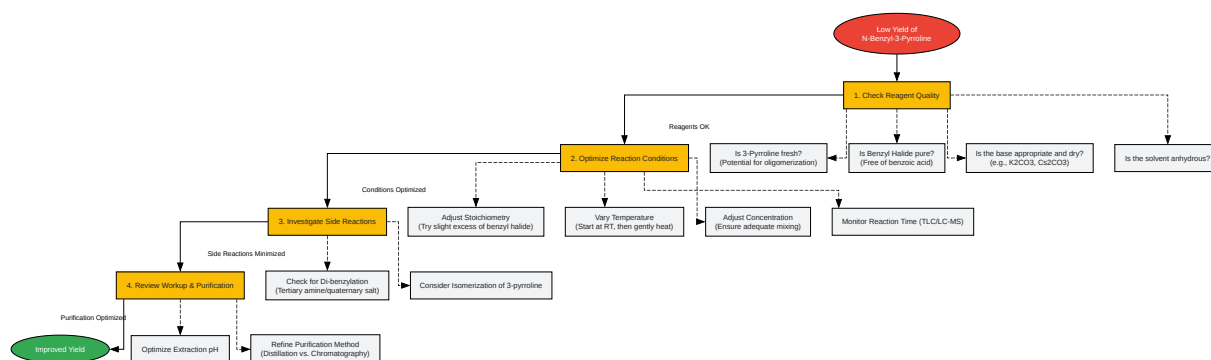 Low Yield of
N-Benzyl-3-Pyrroline
1. Check Reagent Quality
Reagents OK
2. Optimize Reaction Conditions
Is 3-Pyrroline fresh?
(Potential for oligomerization)
Is Benzyl Halide pure?
(Free of benzoic acid)
Is the base appropriate and dry?
(e.g., K2CO3, Cs2CO3)
Is the solvent anhydrous?
Conditions Optimized
3. Investigate Side Reactions
Adjust Stoichiometry
(Try slight excess of benzyl halide)
Vary Temperature
(Start at RT, then gently heat)
Adjust Concentration
(Ensure adequate mixing)
Monitor Reaction Time (TLC/LC-MS)
Side Reactions Minimized
4. Review Workup & Purification
Check for Di-benzylation
(Tertiary amine/quaternary salt)
Consider Isomerization of 3-pyrroline
Purification Optimized
Improved Yield
Optimize Extraction pH
Refine Purification Method
(Distillation vs. Chromatography)